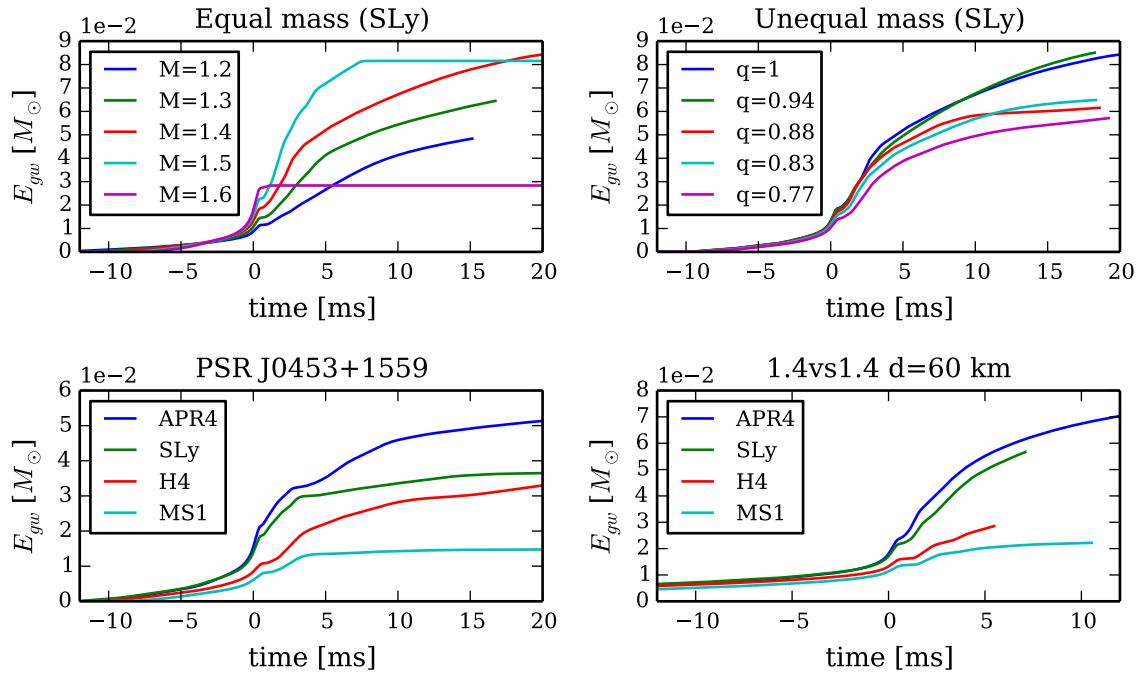 Equal mass (SLy)
1e−2
9
8
7
6
5
4
3
2
1
0
E_gw [M_⊙]
M=1.2
M=1.3
M=1.4
M=1.5
M=1.6
−10 −5 0 5 10 15 20
time [ms]
Unequal mass (SLy)
1e−2
9
8
7
6
5
4
3
2
1
0
E_gw [M_⊙]
q=1
q=0.94
q=0.88
q=0.83
q=0.77
−10 −5 0 5 10 15 20
time [ms]
PSR J0453+1559
1e−2
6
5
4
3
2
1
0
E_gw [M_⊙]
APR4
SLy
H4
MS1
−10 −5 0 5 10 15 20
time [ms]
1.4vs1.4 d=60 km
1e−2
8
7
6
5
4
3
2
1
0
E_gw [M_⊙]
APR4
SLy
H4
MS1
−10 −5 0 5 10
time [ms]